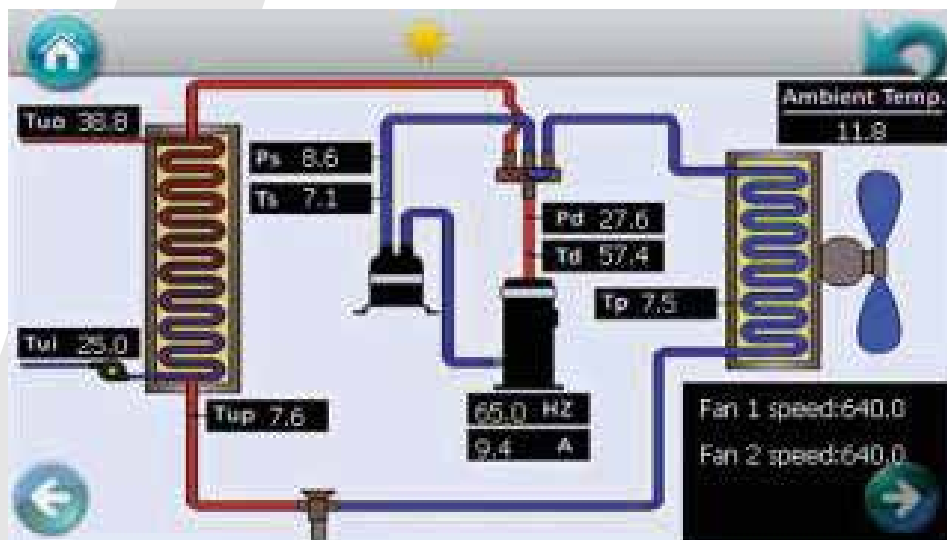 Ambient Temp
11.8
Tuo 38.8
Ps 8.6
Ts 7.1
Pd 27.6
Td 57.4
Tp 7.5
Tui 25.0
Tup 7.6
65.0 HZ
9.4 A
Fan 1 speed:640.0
Fan 2 speed:640.0